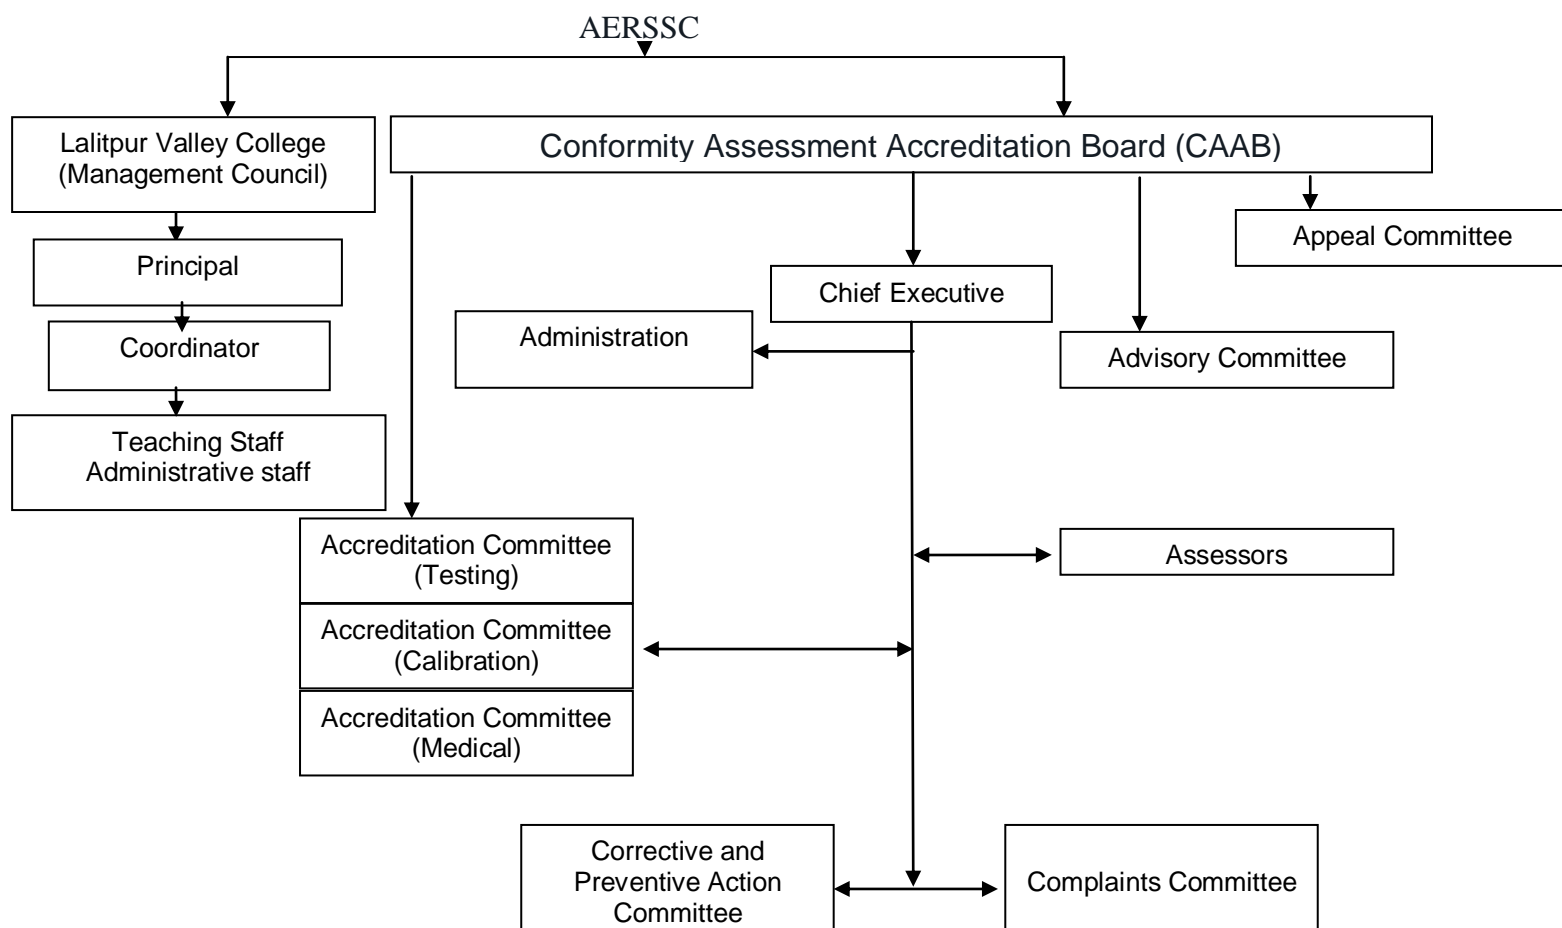 AERSSC
Lalitpur Valley College
(Management Council)
Conformity Assessment Accreditation Board (CAAB)
Principal
Appeal Committee
Chief Executive
Coordinator
Administration
Advisory Committee
Teaching Staff
Administrative staff
Accreditation Committee
(Testing)
Assessors
Accreditation Committee
(Calibration)
Accreditation Committee
(Medical)
Corrective and
Preventive Action
Committee
Complaints Committee